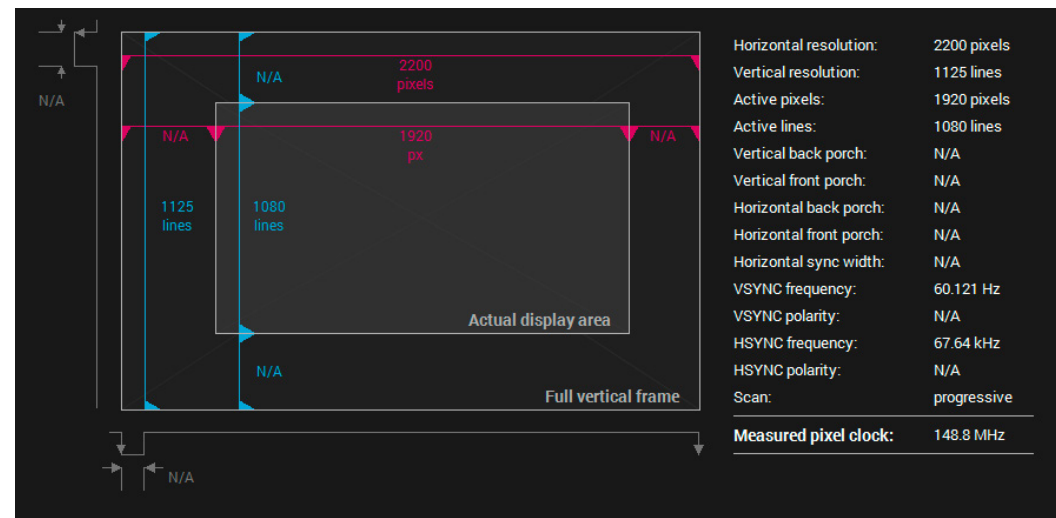 N/A
2200
pixels
N/A
N/A
1920
px
N/A
1125
lines
1080
lines
Actual display area
N/A
Full vertical frame
N/A
Horizontal resolution: 2200 pixels
Vertical resolution: 1125 lines
Active pixels: 1920 pixels
Active lines: 1080 lines
Vertical back porch: N/A
Vertical front porch: N/A
Horizontal back porch: N/A
Horizontal front porch: N/A
Horizontal sync width: N/A
VSYNC frequency: 60.121 Hz
VSYNC polarity: N/A
HSYNC frequency: 67.64 kHz
HSYNC polarity: N/A
Scan: progressive
Measured pixel clock: 148.8 MHz